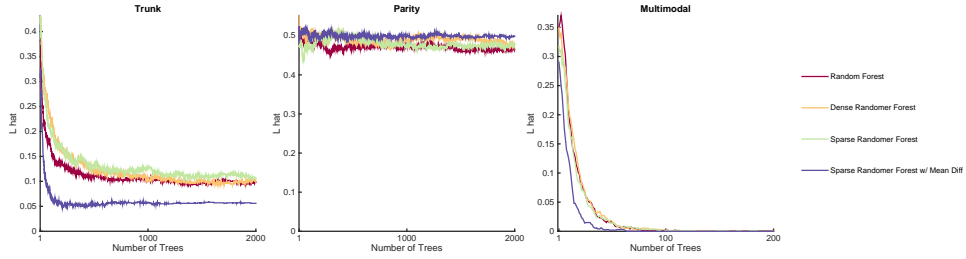 Trunk
L hat
0.4
0.35
0.3
0.25
0.2
0.15
0.1
0.05
0
1
1000
2000
Number of Trees
Parity
L hat
0.5
0.4
0.3
0.2
0.1
0
1
1000
2000
Number of Trees
Multimodal
L hat
0.35
0.3
0.25
0.2
0.15
0.1
0.05
0
1
100
200
Number of Trees
Random Forest
Dense Randomer Forest
Sparse Randomer Forest
Sparse Randomer Forest w/ Mean Diff